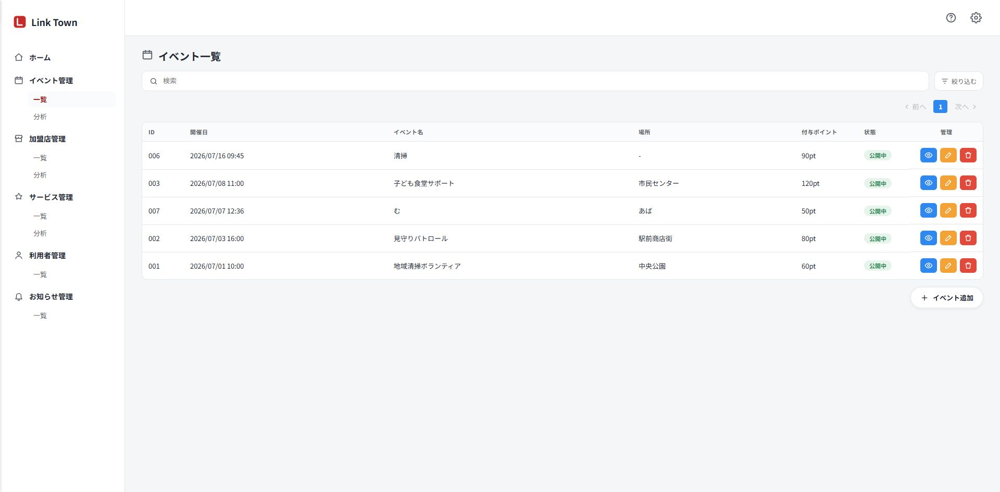 Link Town
ホーム
イベント管理
一覧
分析
加盟店管理
一覧
分析
サービス管理
一覧
分析
利用者管理
一覧
お知らせ管理
一覧
イベント一覧
検索
絞り込む
前へ 1 次へ
ID 開催日 イベント名 場所 付与ポイント 状態 管理
006 2026/07/16 09:45 清掃 - 90pt 公開中
003 2026/07/08 11:00 子ども食堂サポート 市民センター 120pt 公開中
007 2026/07/07 12:36 む あば 50pt 公開中
002 2026/07/03 16:00 見守りパトロール 駅前商店街 80pt 公開中
001 2026/07/01 10:00 地域清掃ボランティア 中央公園 60pt 公開中
イベント追加